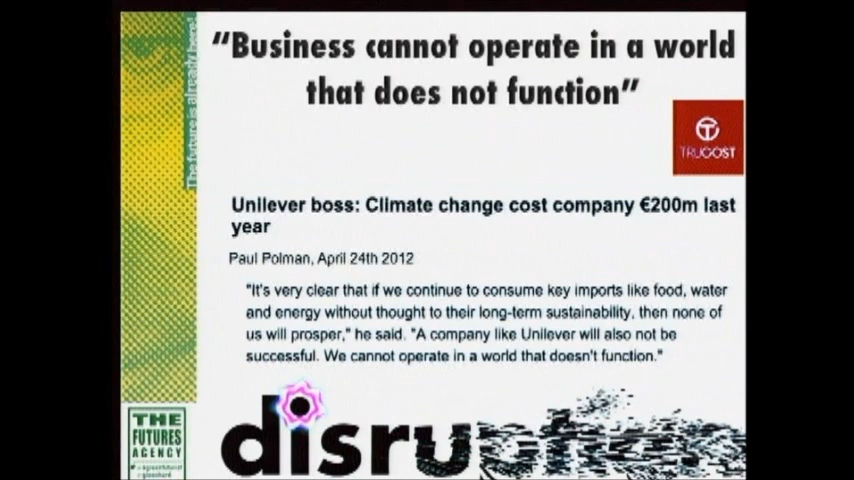 The future is already here!
“Business cannot operate in a world
that does not function”
TRUCOST
Unilever boss: Climate change cost company €200m last
year
Paul Polman, April 24th 2012
"It's very clear that if we continue to consume key imports like food, water
and energy without thought to their long-term sustainability, then none of
us will prosper," he said. "A company like Unilever will also not be
successful. We cannot operate in a world that doesn't function."
disruption
THE
FUTURES
AGENCY